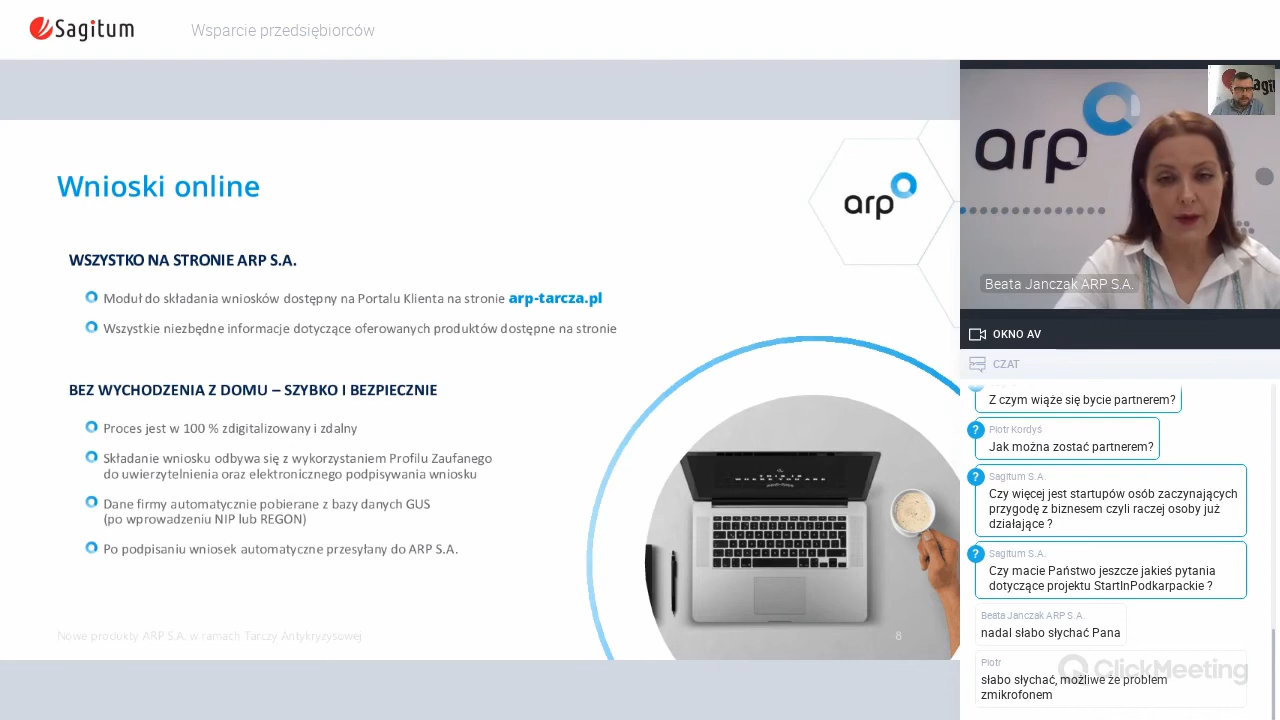 Sagitum
Wsparcie przedsiębiorców
Wnioski online
arp
WSZYSTKO NA STRONIE ARP S.A.
Moduł do składania wniosków dostępny na Portalu Klienta na stronie arp-tarcza.pl
Wszystkie niezbędne informacje dotyczące oferowanych produktów dostępne na stronie
BEZ WYCHODZENIA Z DOMU – SZYBKO I BEZPIECZNIE
Proces jest w 100 % zdigitalizowany i zdalny
Składanie wniosku odbywa się z wykorzystaniem Profilu Zaufanego
do uwierzytelnienia oraz elektronicznego podpisywania wniosku
Dane firmy automatycznie pobierane z bazy danych GUS
(po wprowadzeniu NIP lub REGON)
Po podpisaniu wniosek automatyczne przesyłany do ARP S.A.
Nowe produkty ARP S.A. w ramach Tarczy Antykryzysowej
8
arp
Beata Janczak ARP S.A.
OKNO AV
CZAT
Z czym wiąże się bycie partnerem?
Piotr Kordyś
Jak można zostać partnerem?
Sagitum S.A.
Czy więcej jest startupów osób zaczynających
przygodę z biznesem czyli raczej osoby już
działające ?
Sagitum S.A.
Czy macie Państwo jeszcze jakieś pytania
dotyczące projektu StartInPodkarpackie ?
Beata Janczak ARP S.A.
nadal słabo słychać Pana
Piotr
słabo słychać, możliwe że problem
zmikrofonem
ClickMeeting